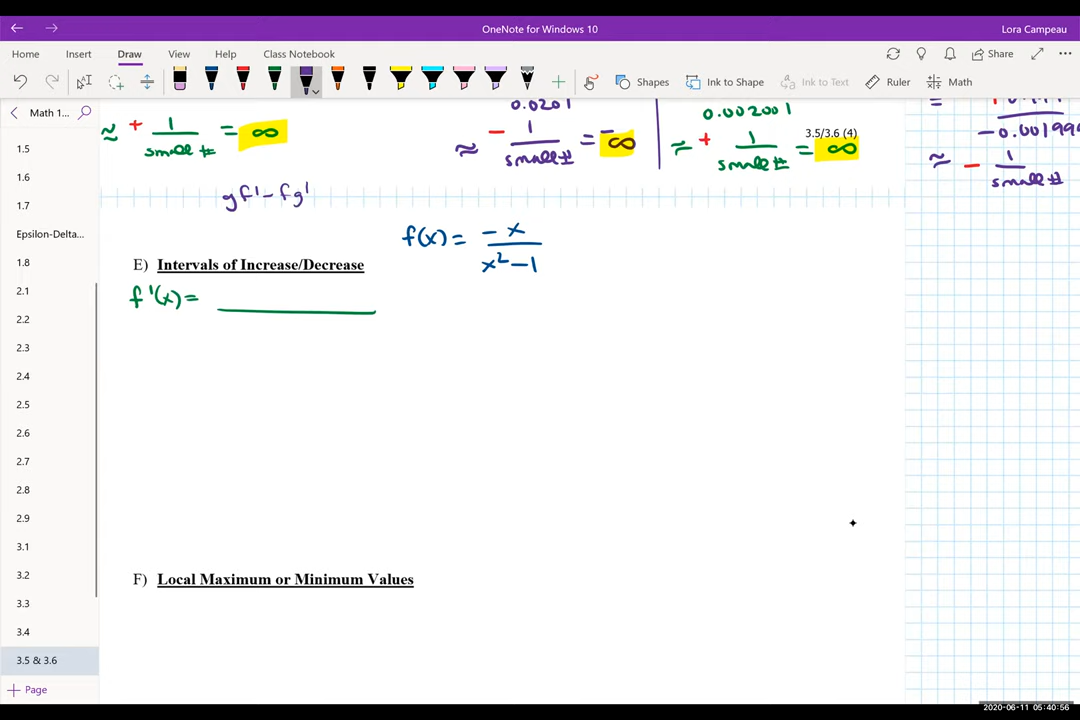 OneNote for Windows 10
Lora Campeau
Home Insert Draw View Help Class Notebook
Share
Shapes Ink to Shape Ink to Text Ruler Math
Math 1...
1.5
1.6
1.7
Epsilon-Delta...
1.8
2.1
2.2
2.3
2.4
2.5
2.6
2.7
2.8
2.9
3.1
3.2
3.3
3.4
3.5 & 3.6
Page
≈ + 1/small # = ∞
0.0201
≈ − 1/small # = −∞
0.002001
3.5/3.6 (4)
≈ + 1/small # = ∞
≈ − 1/small #
gf' − fg'
f(x) = −x/x² − 1
E) Intervals of Increase/Decrease
f'(x) =
F) Local Maximum or Minimum Values
2020-06-11 05:40:56